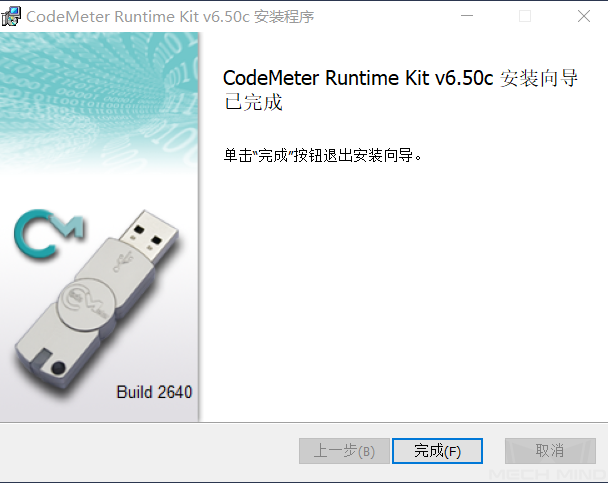 CodeMeter Runtime Kit v6.50c 安装程序
CodeMeter Runtime Kit v6.50c 安装向导
已完成
单击“完成”按钮退出安装向导。
CM
Build 2640
上一步(B)
完成(F)
取消
MECH MIND